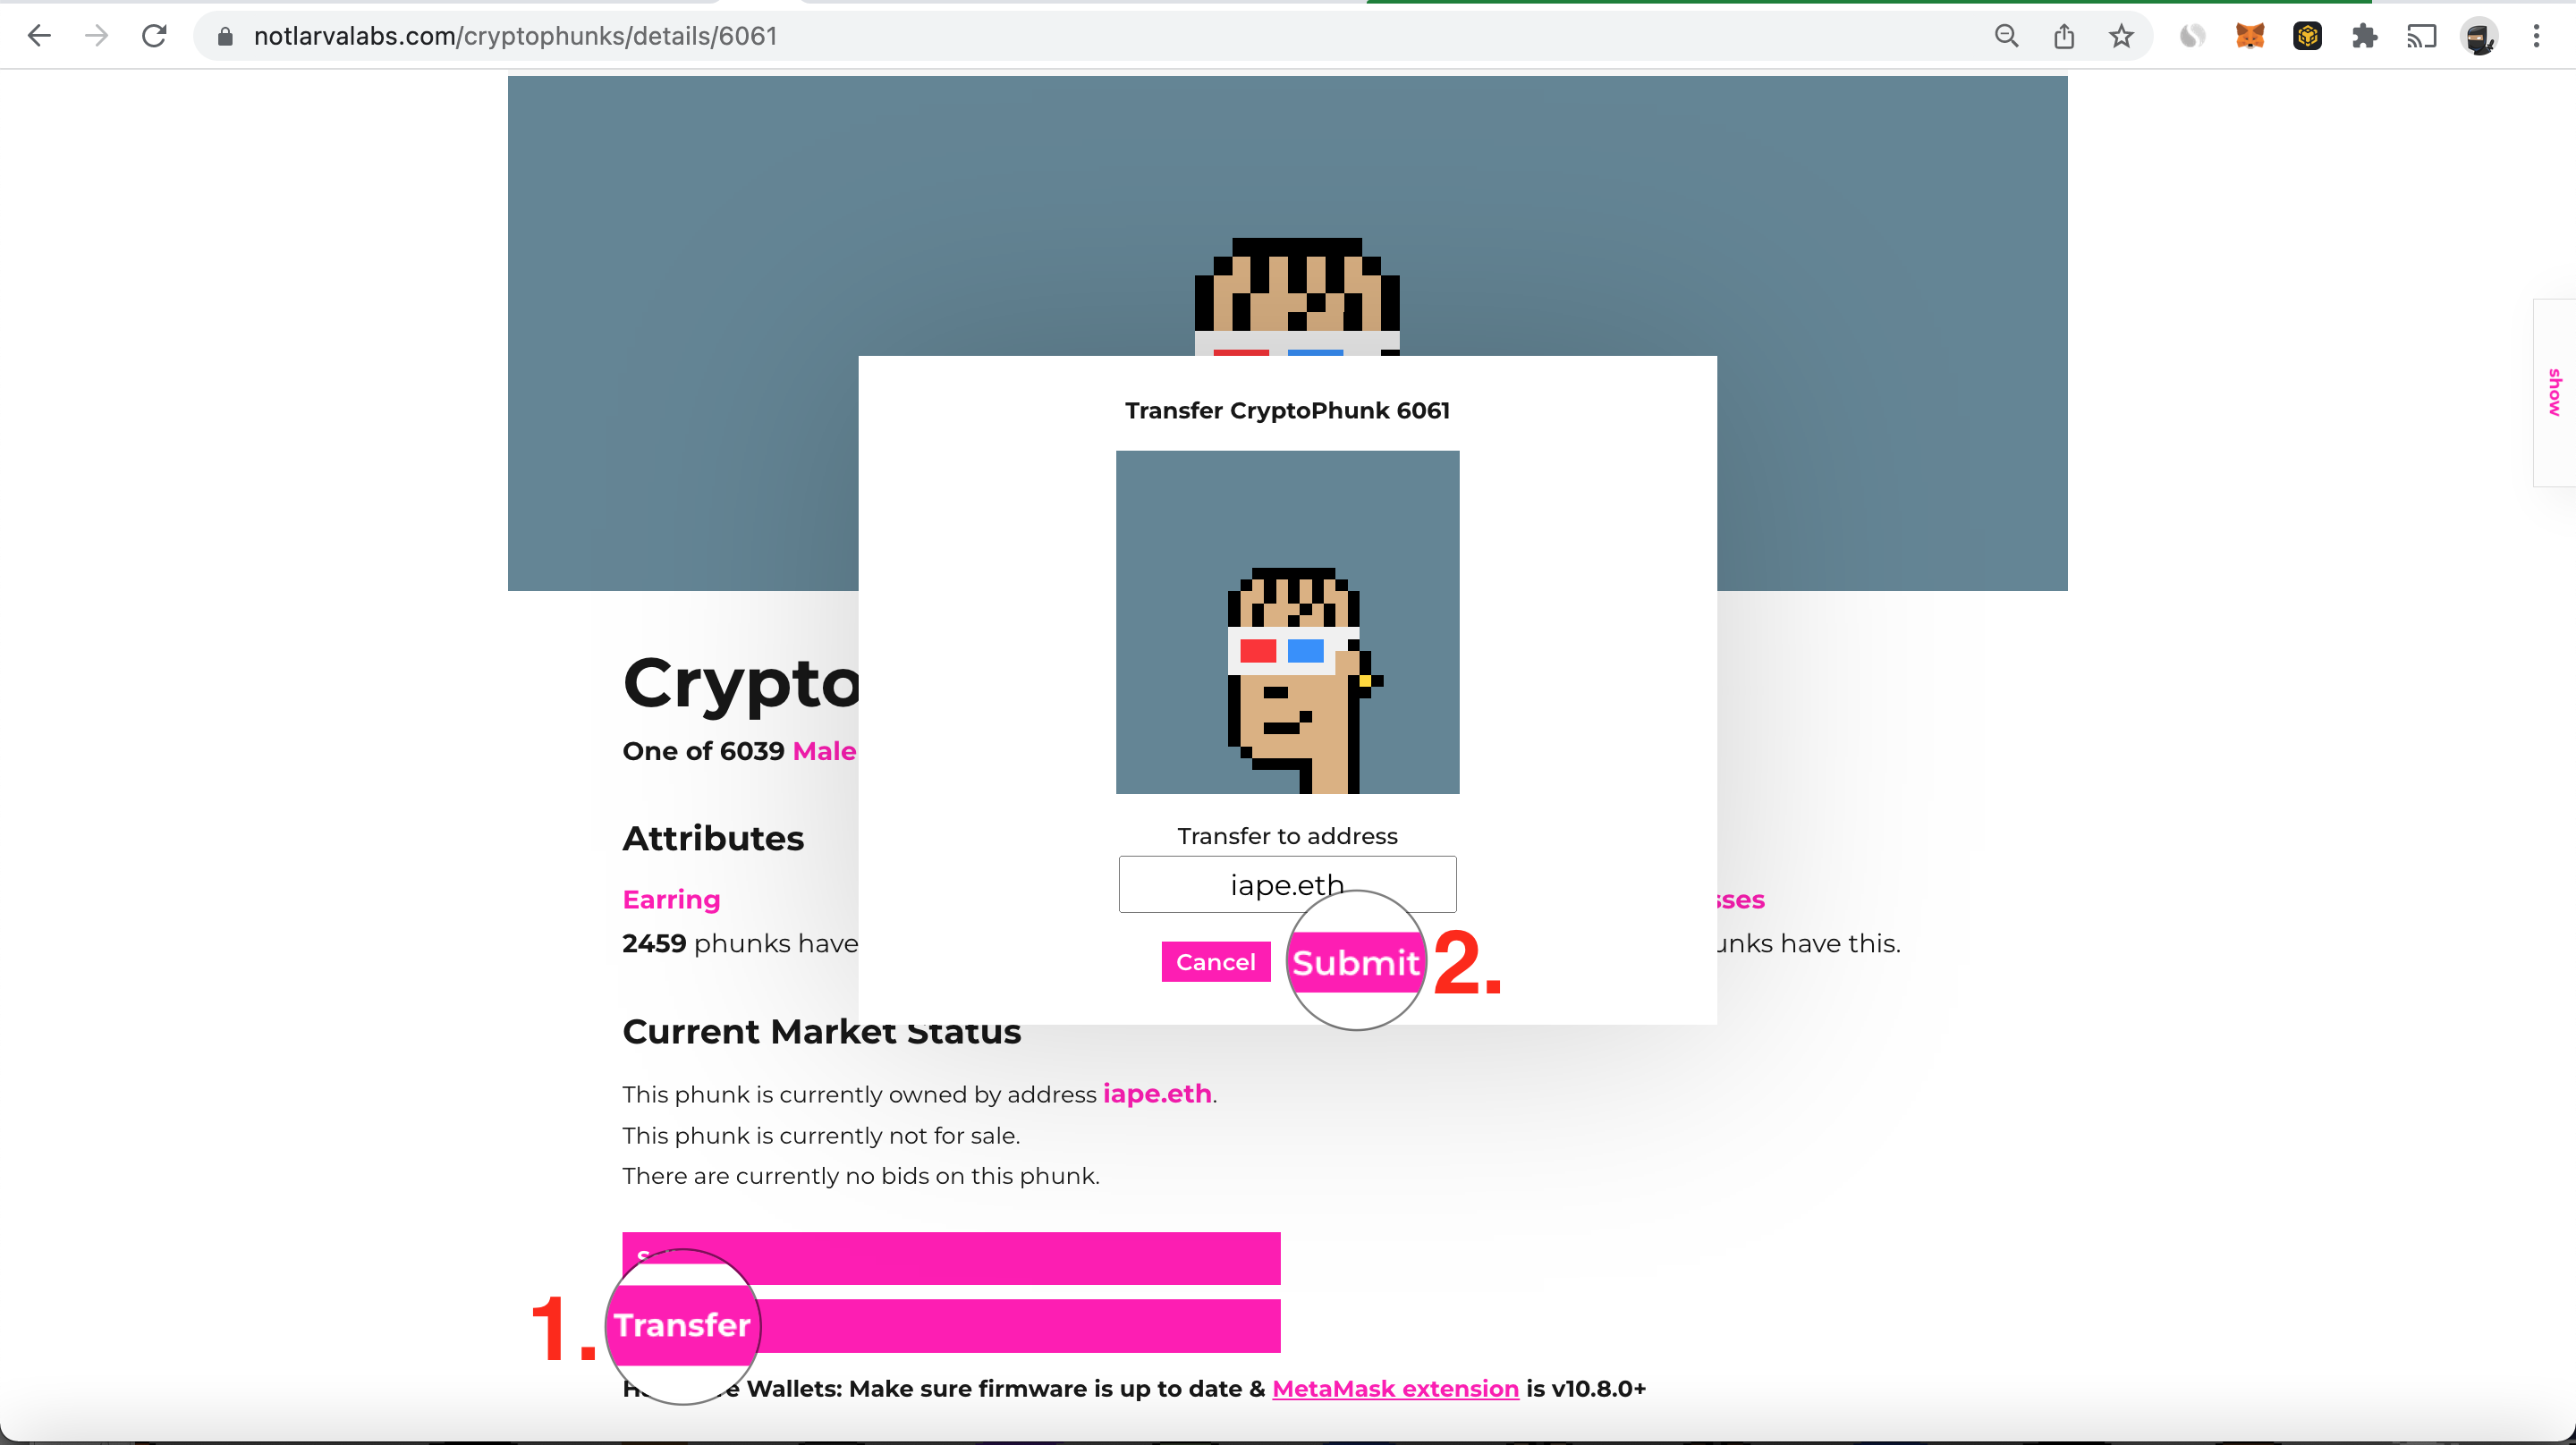 notlarvalabs.com/cryptophunks/details/6061
show
Transfer CryptoPhunk 6061
Transfer to address
iape.eth
Cancel
Submit
2.
Crypto
One of 6039 Male
Attributes
Earring
sses
2459 phunks have
unks have this.
Current Market Status
This phunk is currently owned by address iape.eth.
This phunk is currently not for sale.
There are currently no bids on this phunk.
1.
Transfer
Wallets: Make sure firmware is up to date & MetaMask extension is v10.8.0+